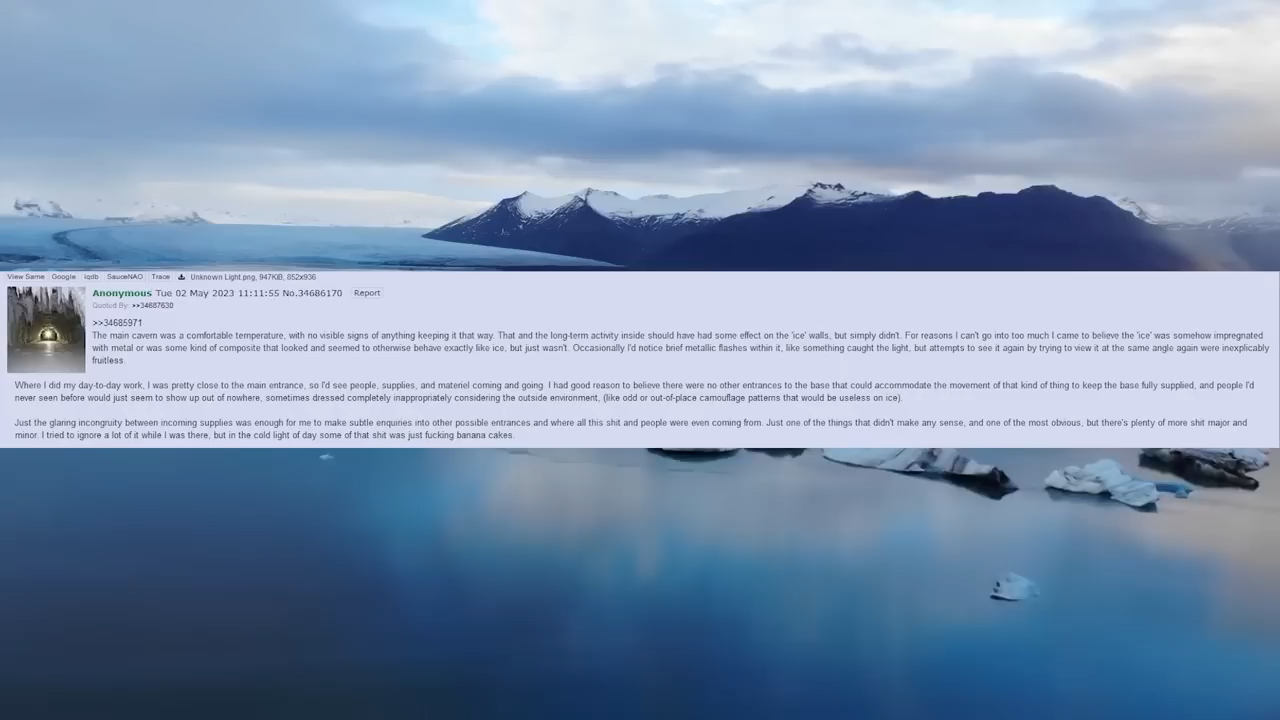 View Same Google iqdb SauceNAO Trace Unknown Light.png, 947KiB, 852x936
Anonymous Tue 02 May 2023 11:11:55 No.34686170 Report
Quoted By: >>34687630
>>34685971
The main cavern was a comfortable temperature, with no visible signs of anything keeping it that way. That and the long-term activity inside should have had some effect on the 'ice' walls, but simply didn't. For reasons I can't go into too much I came to believe the 'ice' was somehow impregnated
with metal or was some kind of composite that looked and seemed to otherwise behave exactly like ice, but just wasn't. Occasionally I'd notice brief metallic flashes within it, like something caught the light, but attempts to see it again by trying to view it at the same angle again were inexplicably
fruitless.
Where I did my day-to-day work, I was pretty close to the main entrance, so I'd see people, supplies, and materiel coming and going. I had good reason to believe there were no other entrances to the base that could accommodate the movement of that kind of thing to keep the base fully supplied, and people I'd
never seen before would just seem to show up out of nowhere, sometimes dressed completely inappropriately considering the outside environment, (like odd or out-of-place camouflage patterns that would be useless on ice).
Just the glaring incongruity between incoming supplies was enough for me to make subtle enquiries into other possible entrances and where all this shit and people were even coming from. Just one of the things that didn't make any sense, and one of the most obvious, but there's plenty of more shit major and
minor. I tried to ignore a lot of it while I was there, but in the cold light of day some of that shit was just fucking banana cakes.